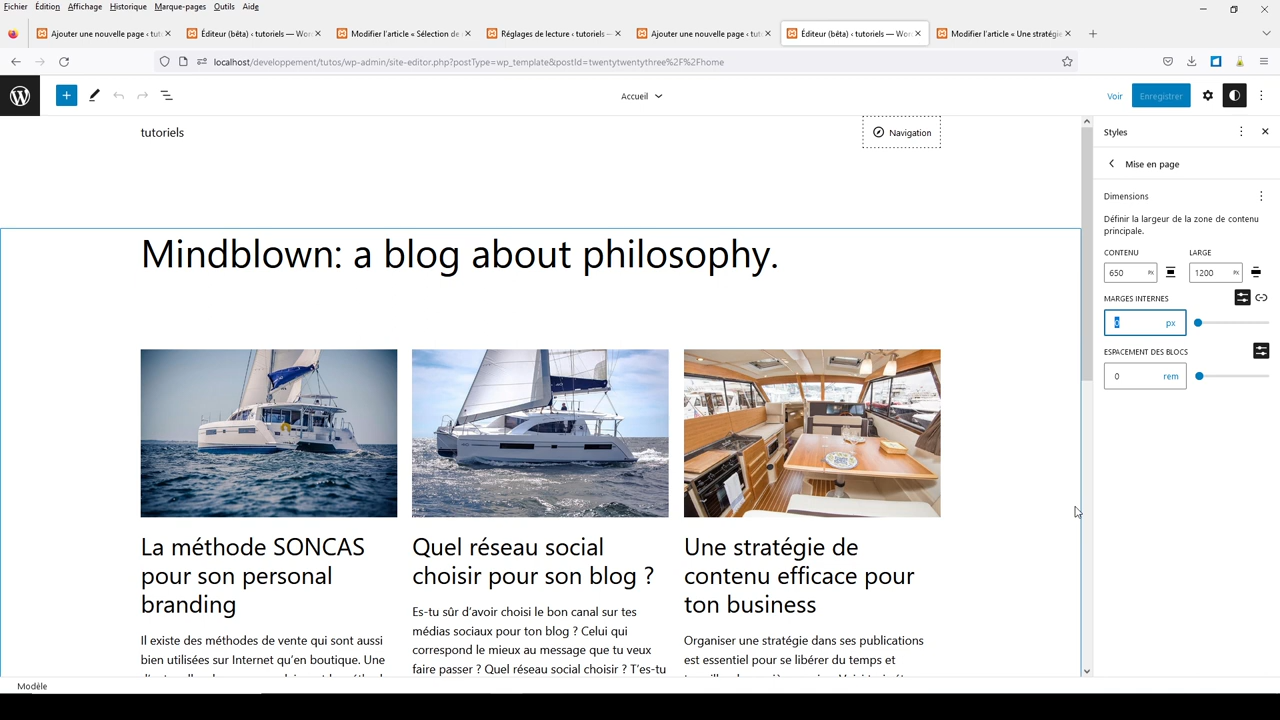 Fichier Édition Affichage Historique Marque-pages Outils Aide
Ajouter une nouvelle page ‹ tut
Éditeur (bêta) ‹ tutoriels — Wor
Modifier l'article « Sélection de
Réglages de lecture ‹ tutoriels —
Ajouter une nouvelle page ‹ tut
Éditeur (bêta) ‹ tutoriels — Wor
Modifier l'article « Une stratégie
localhost/developpement/tutos/wp-admin/site-editor.php?postType=wp_template&postId=twentytwentythree%2F%2Fhome
Accueil
Voir
Enregistrer
tutoriels
Navigation
Mindblown: a blog about philosophy.
La méthode SONCAS
pour son personal
branding
Il existe des méthodes de vente qui sont aussi
bien utilisées sur Internet qu'en boutique. Une
Quel réseau social
choisir pour son blog ?
Es-tu sûr d'avoir choisi le bon canal sur tes
médias sociaux pour ton blog ? Celui qui
correspond le mieux au message que tu veux
faire passer ? Quel réseau social choisir ? T'es-tu
Une stratégie de
contenu efficace pour
ton business
Organiser une stratégie dans ses publications
est essentiel pour se libérer du temps et
Styles
Mise en page
Dimensions
Définir la largeur de la zone de contenu
principale.
CONTENU
LARGE
650 PX
1200 PX
MARGES INTERNES
0 px
ESPACEMENT DES BLOCS
0 rem
Modèle